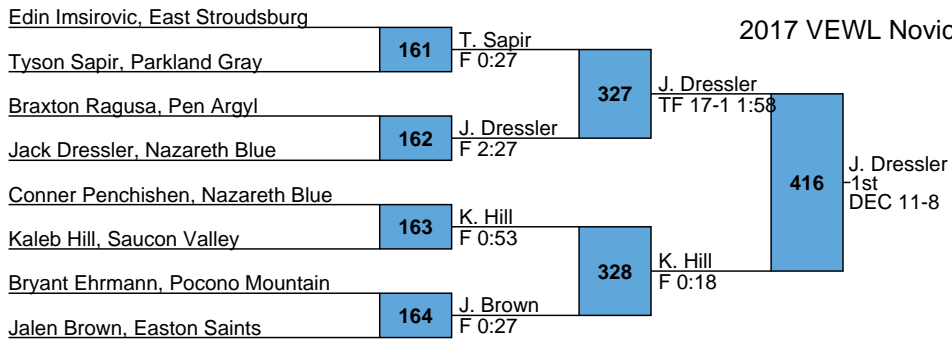 Edin Imsirovic, East Stroudsburg
2017 VEWL Novic
161
T. Sapir
F 0:27
Tyson Sapir, Parkland Gray
327
J. Dressler
TF 17-1 1:58
Braxton Ragusa, Pen Argyl
162
J. Dressler
F 2:27
Jack Dressler, Nazareth Blue
416
J. Dressler
1st
DEC 11-8
Conner Penchishen, Nazareth Blue
163
K. Hill
F 0:53
Kaleb Hill, Saucon Valley
328
K. Hill
F 0:18
Bryant Ehrmann, Pocono Mountain
164
J. Brown
F 0:27
Jalen Brown, Easton Saints